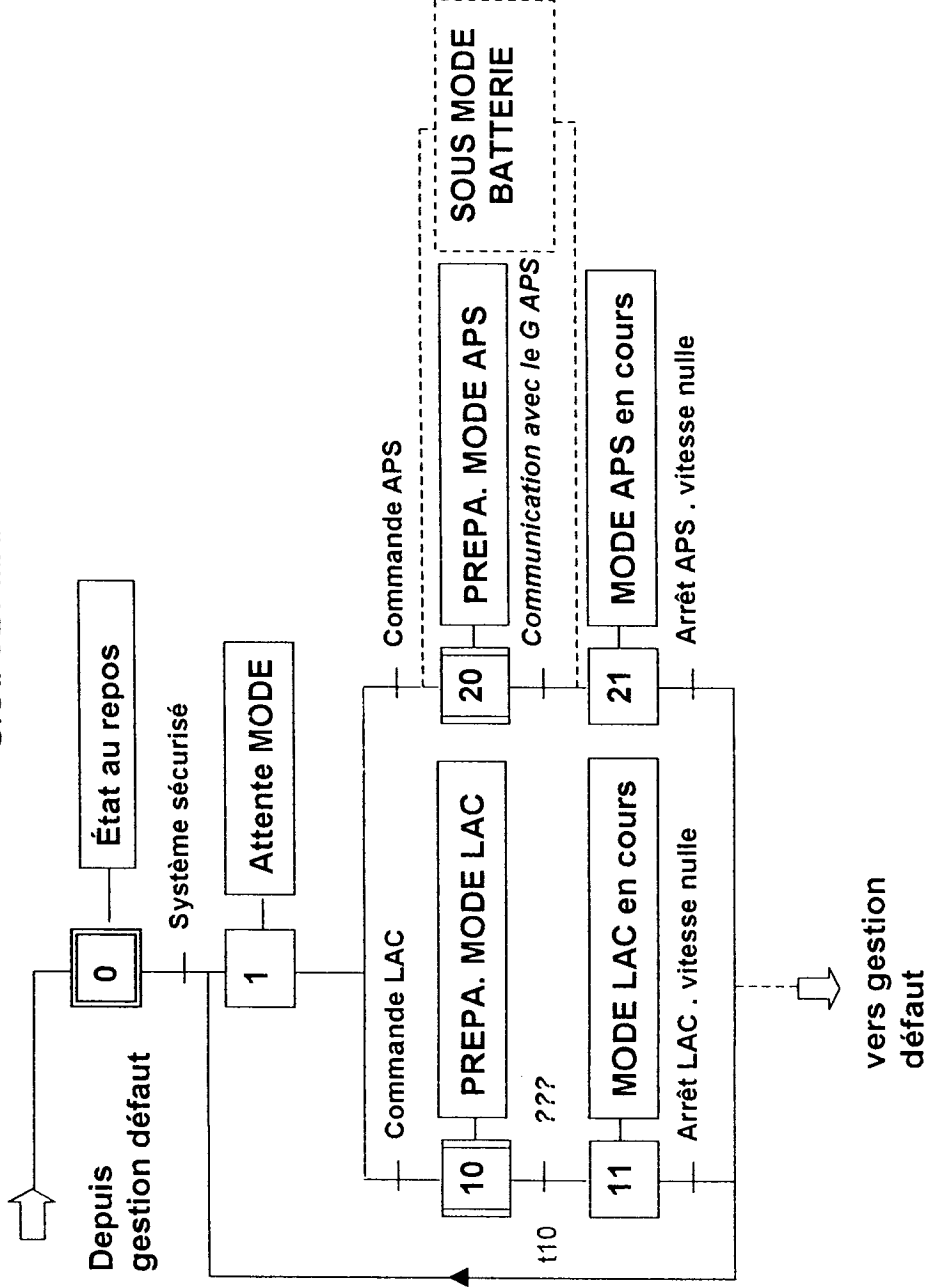 Depuis
gestion défaut
0
État au repos
Système sécurisé
1
Attente MODE
Commande LAC
Commande APS
10
PREPA. MODE LAC
20
PREPA. MODE APS
SOUS MODE
BATTERIE
t10
???
Communication avec le G APS
11
MODE LAC en cours
21
MODE APS en cours
Arrêt LAC . vitesse nulle
Arrêt APS . vitesse nulle
vers gestion
défaut